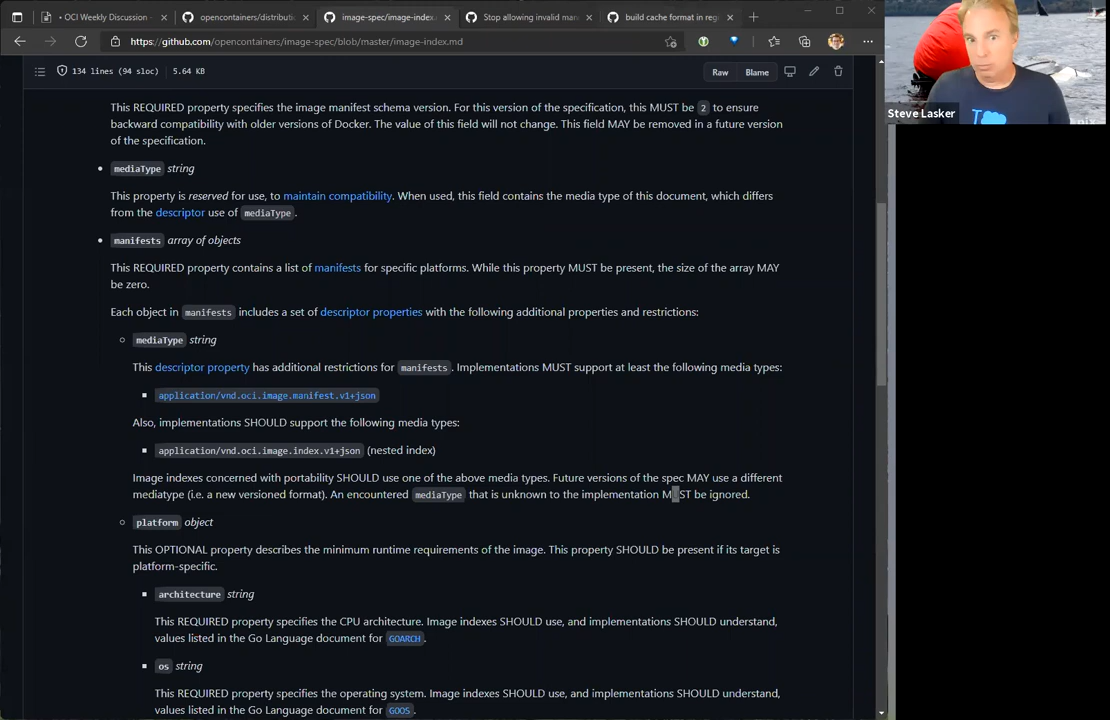 OCI Weekly Discussion -
opencontainers/distributi
image-spec/image-index
Stop allowing invalid man
build cache format in reg
https://github.com/opencontainers/image-spec/blob/master/image-index.md
134 lines (94 sloc) 5.64 KB
Raw Blame
This REQUIRED property specifies the image manifest schema version. For this version of the specification, this MUST be 2 to ensure
backward compatibility with older versions of Docker. The value of this field will not change. This field MAY be removed in a future version
of the specification.
mediaType string
This property is reserved for use, to maintain compatibility. When used, this field contains the media type of this document, which differs
from the descriptor use of mediaType.
manifests array of objects
This REQUIRED property contains a list of manifests for specific platforms. While this property MUST be present, the size of the array MAY
be zero.
Each object in manifests includes a set of descriptor properties with the following additional properties and restrictions:
mediaType string
This descriptor property has additional restrictions for manifests. Implementations MUST support at least the following media types:
application/vnd.oci.image.manifest.v1+json
Also, implementations SHOULD support the following media types:
application/vnd.oci.image.index.v1+json (nested index)
Image indexes concerned with portability SHOULD use one of the above media types. Future versions of the spec MAY use a different
mediatype (i.e. a new versioned format). An encountered mediaType that is unknown to the implementation MUST be ignored.
platform object
This OPTIONAL property describes the minimum runtime requirements of the image. This property SHOULD be present if its target is
platform-specific.
architecture string
This REQUIRED property specifies the CPU architecture. Image indexes SHOULD use, and implementations SHOULD understand,
values listed in the Go Language document for GOARCH.
os string
This REQUIRED property specifies the operating system. Image indexes SHOULD use, and implementations SHOULD understand,
values listed in the Go Language document for GOOS.
Steve Lasker